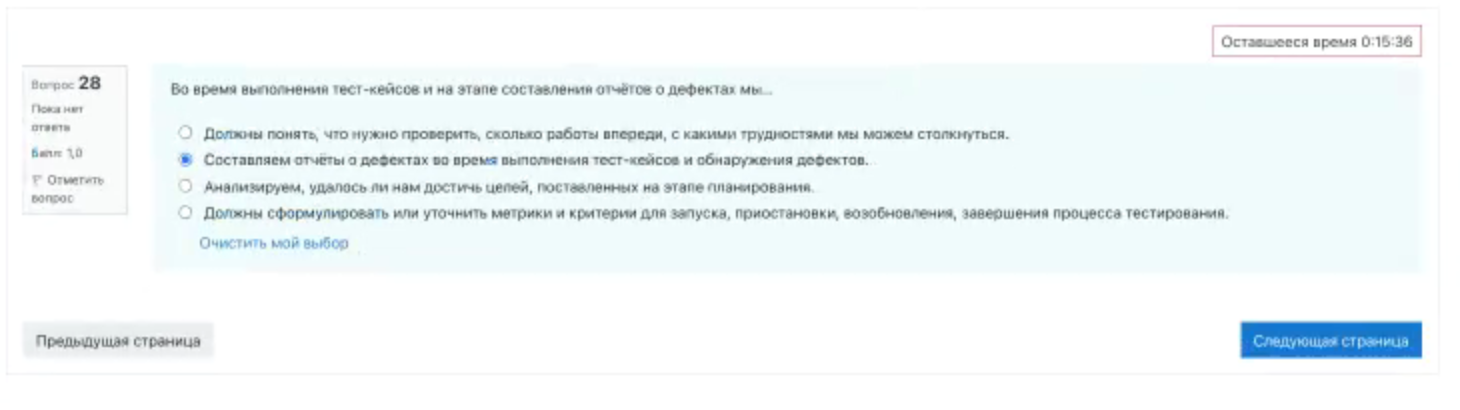 Оставшееся время 0:15:36
Вопрос 28
Пока нет
ответа
Балл: 1,0
Отметить
вопрос
Во время выполнения тест-кейсов и на этапе составления отчётов о дефектах мы...
Должны понять, что нужно проверить, сколько работы впереди, с какими трудностями мы можем столкнуться.
Составляем отчёты о дефектах во время выполнения тест-кейсов и обнаружения дефектов.
Анализируем, удалось ли нам достичь целей, поставленных на этапе планирования.
Должны сформулировать или уточнить метрики и критерии для запуска, приостановки, возобновления, завершения процесса тестирования.
Очистить мой выбор
Предыдущая страница
Следующая страница